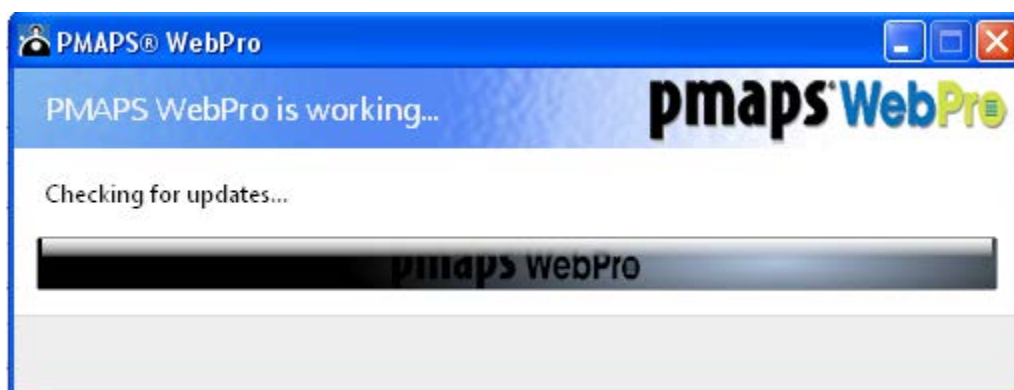 PMAPS® WebPro
PMAPS WebPro is working...
pmaps® WebPro
Checking for updates...
pmaps WebPro